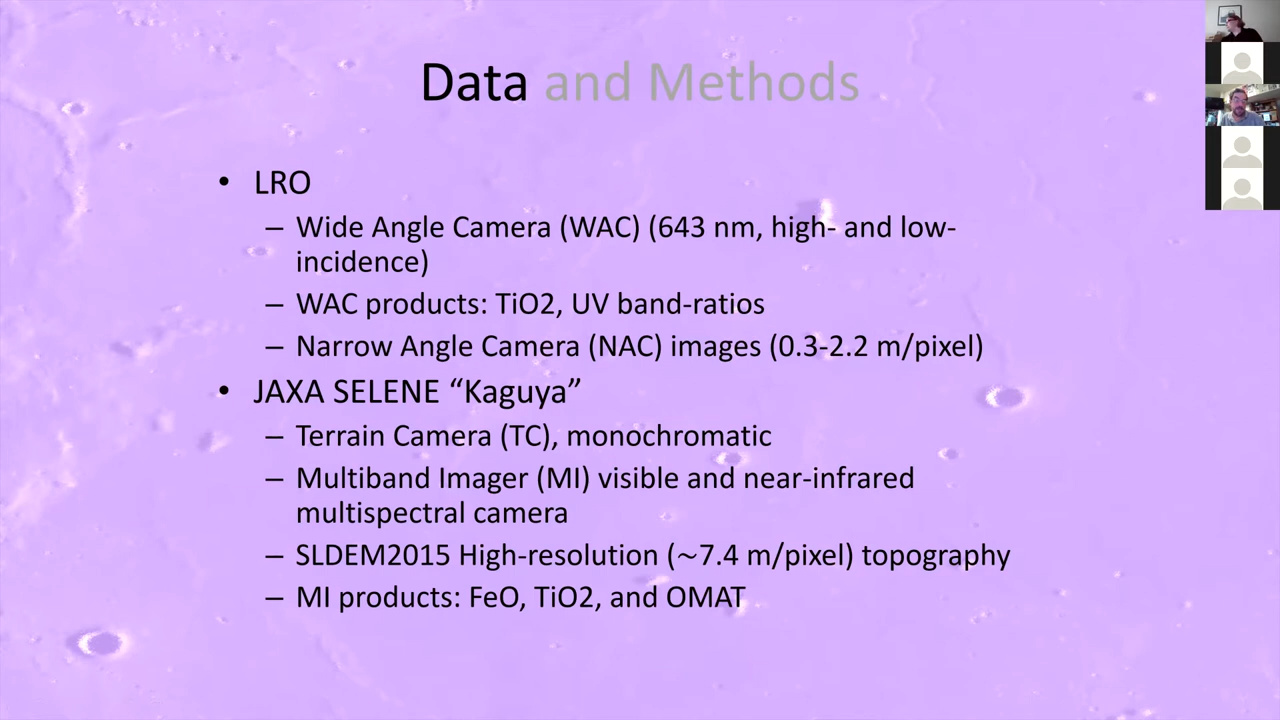 Data and Methods
• LRO
– Wide Angle Camera (WAC) (643 nm, high- and low-
incidence)
– WAC products: TiO2, UV band-ratios
– Narrow Angle Camera (NAC) images (0.3-2.2 m/pixel)
• JAXA SELENE “Kaguya”
– Terrain Camera (TC), monochromatic
– Multiband Imager (MI) visible and near-infrared
multispectral camera
– SLDEM2015 High-resolution (~7.4 m/pixel) topography
– MI products: FeO, TiO2, and OMAT